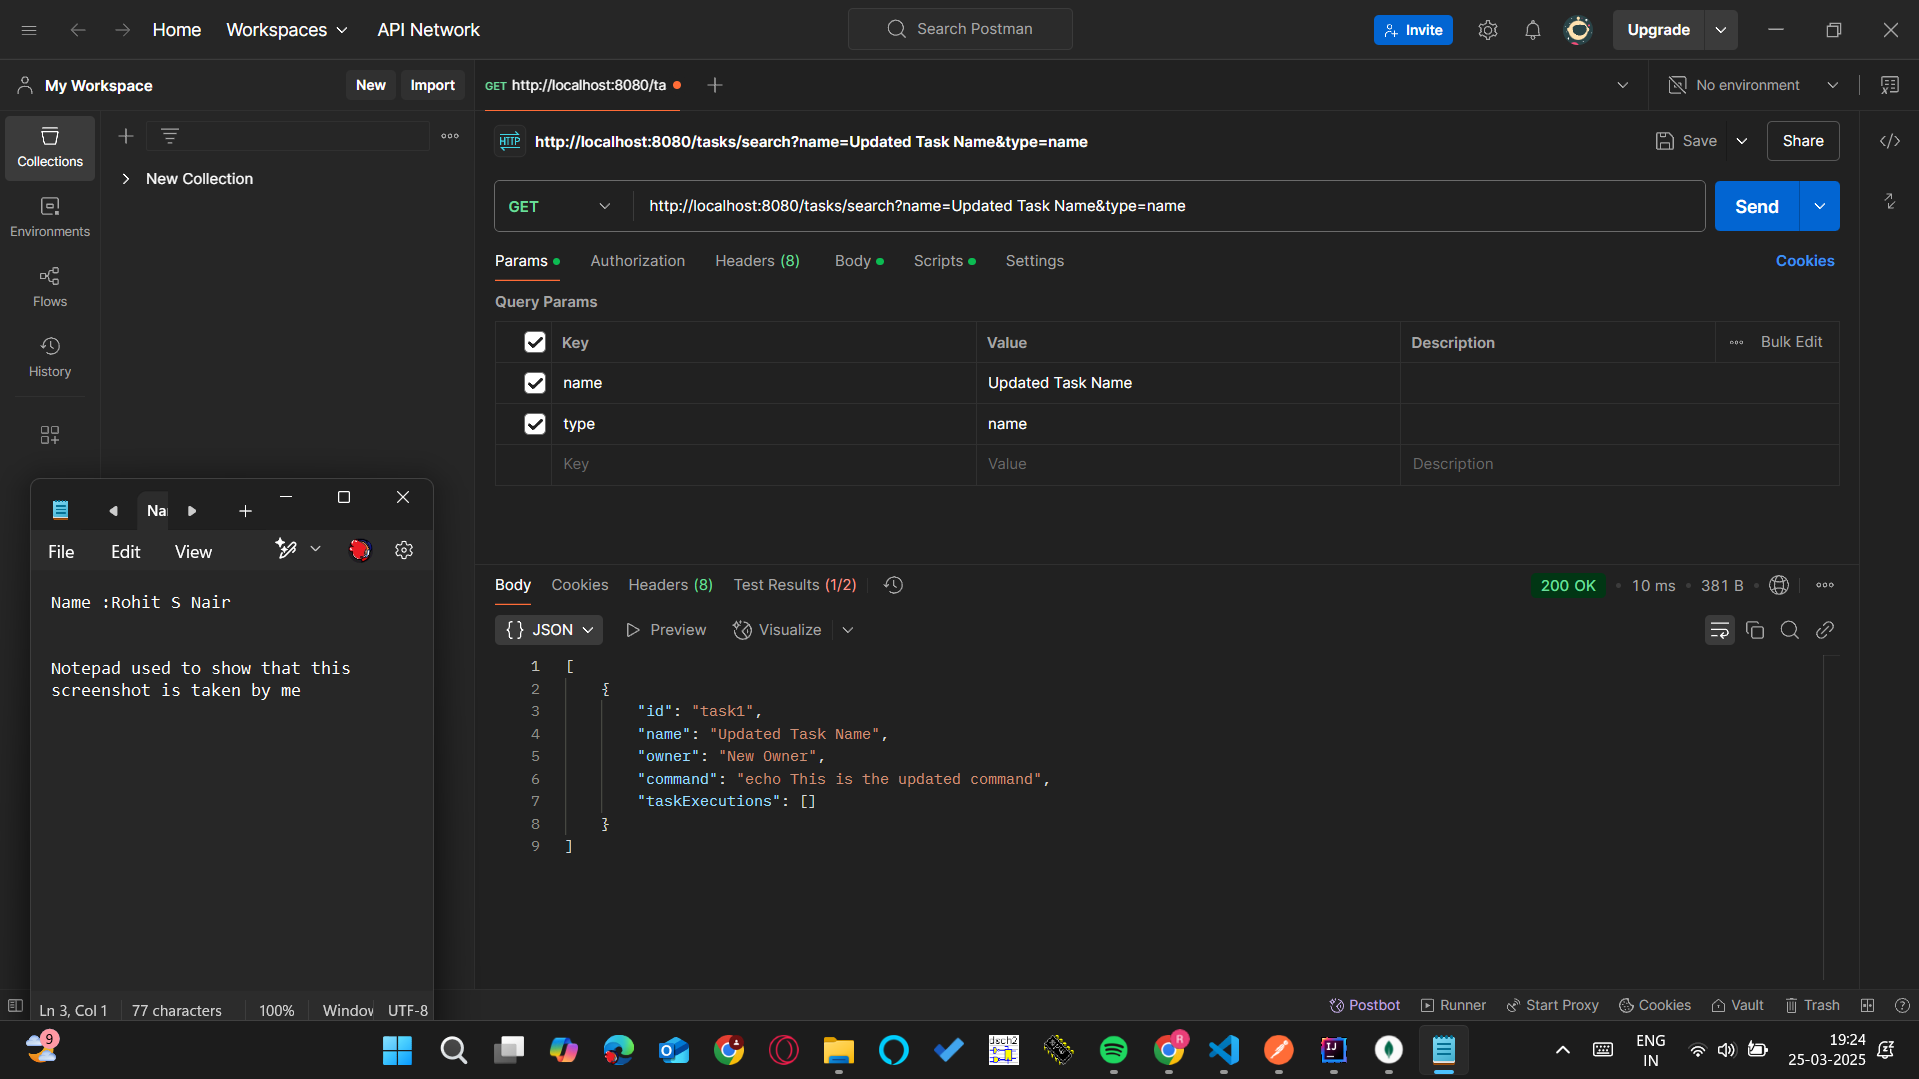 Home Workspaces API Network
Search Postman
Invite
Upgrade
My Workspace
New Import
GET http://localhost:8080/ta
No environment
Collections
New Collection
Environments
Flows
History
HTTP http://localhost:8080/tasks/search?name=Updated Task Name&type=name
Save Share
GET http://localhost:8080/tasks/search?name=Updated Task Name&type=name
Send
Params Authorization Headers (8) Body Scripts Settings
Cookies
Query Params
Key Value Description Bulk Edit
name Updated Task Name
type name
Key Value Description
File Edit View
Name :Rohit S Nair
Notepad used to show that this
screenshot is taken by me
Ln 3, Col 1 77 characters 100% Window UTF-8
Body Cookies Headers (8) Test Results (1/2)
200 OK 10 ms 381 B
{} JSON Preview Visualize
1 [
2 {
3 "id": "task1",
4 "name": "Updated Task Name",
5 "owner": "New Owner",
6 "command": "echo This is the updated command",
7 "taskExecutions": []
8 }
9 ]
Postbot Runner Start Proxy Cookies Vault Trash
9
dsch2
R
IJ
ENG
IN
19:24
25-03-2025